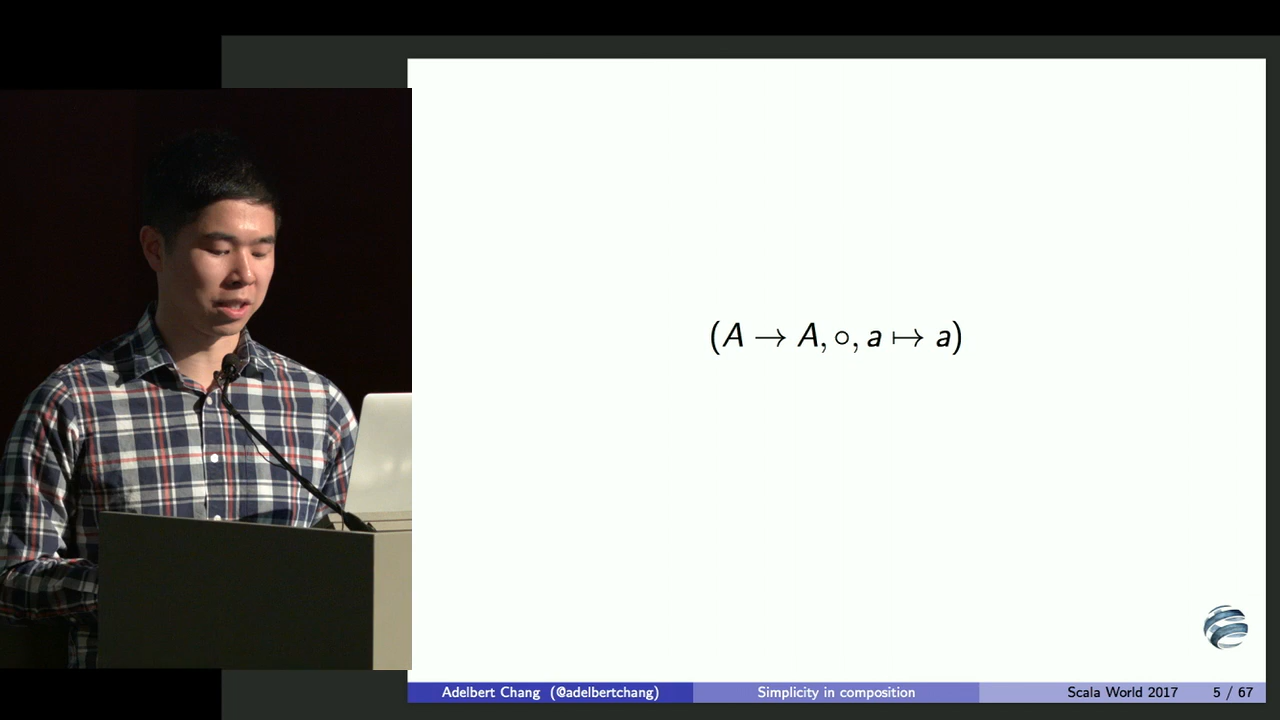 (A → A, ∘, a ↦ a)
Adelbert Chang (@adelbertchang) Simplicity in composition Scala World 2017 5 / 67